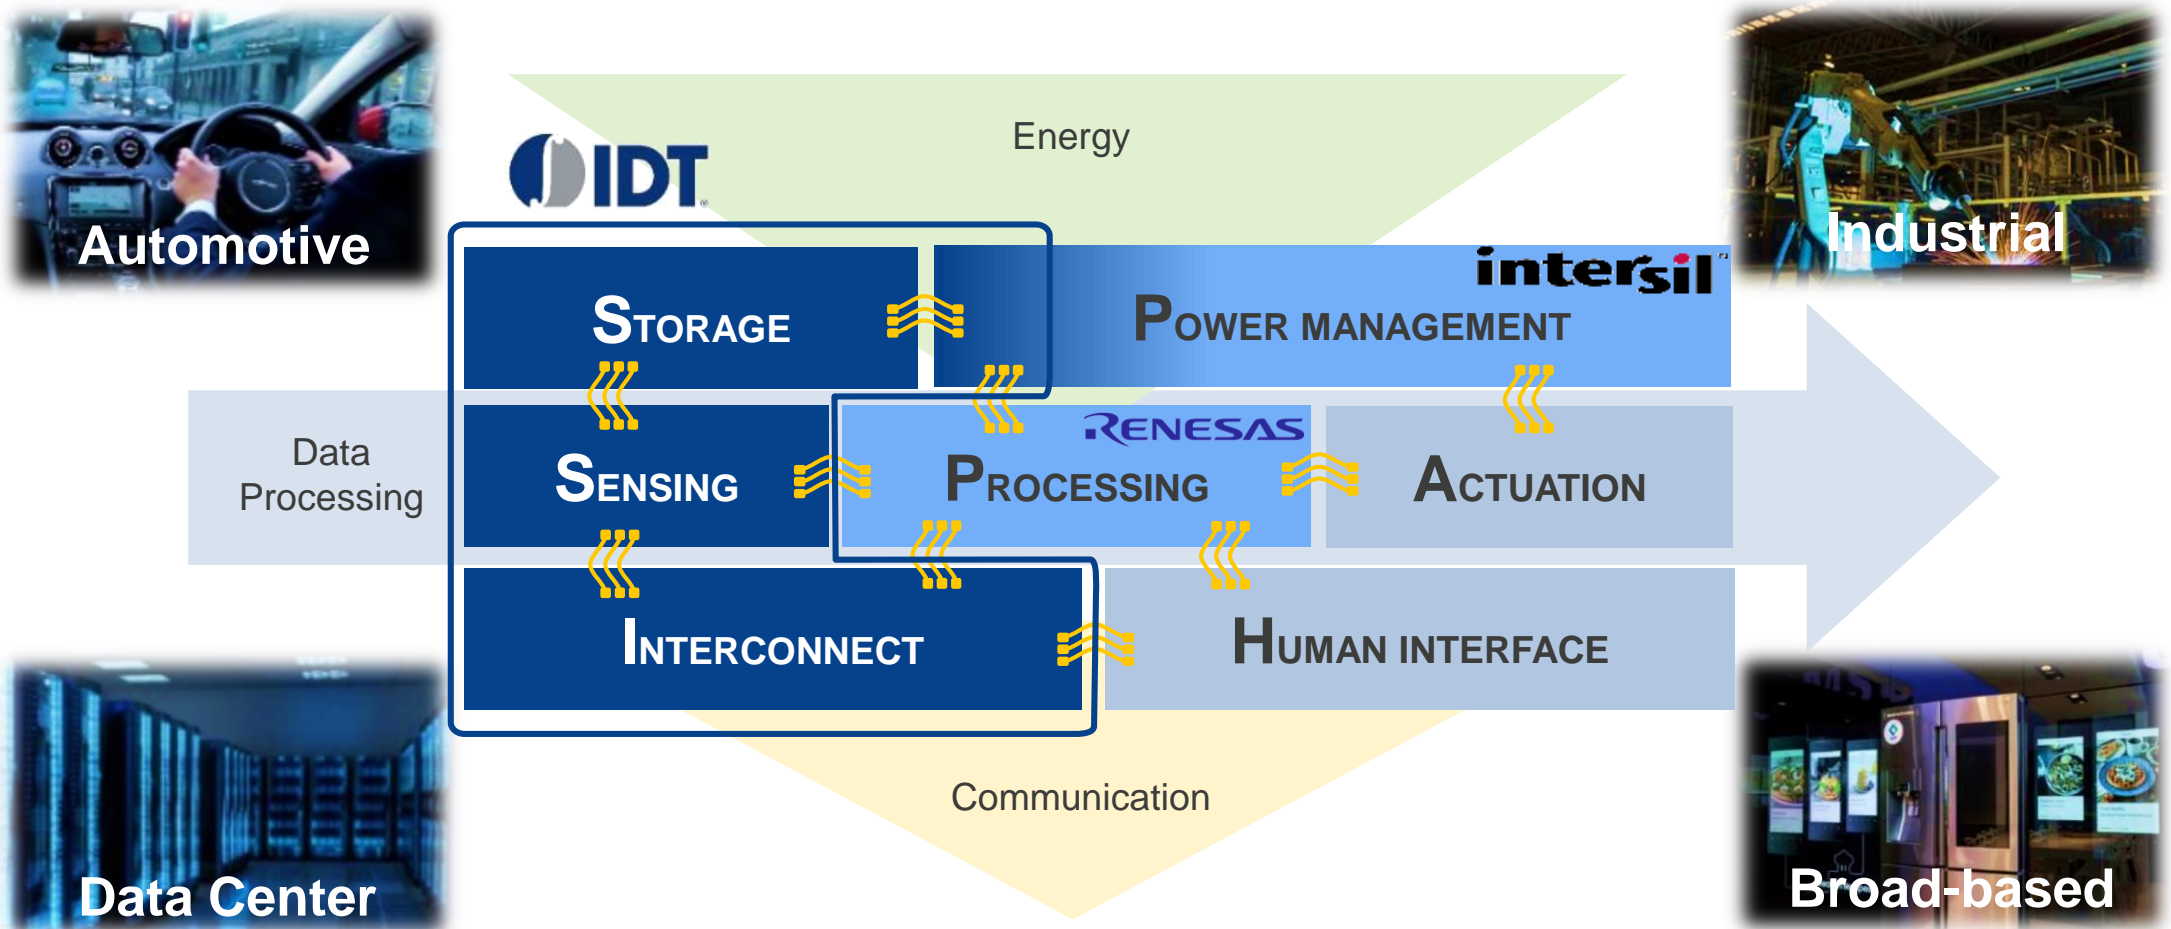 Energy
IDT
Automotive
Industrial
intersil
STORAGE
POWER MANAGEMENT
RENESAS
Data
Processing
SENSING
PROCESSING
ACTUATION
INTERCONNECT
HUMAN INTERFACE
Communication
Data Center
Broad-based